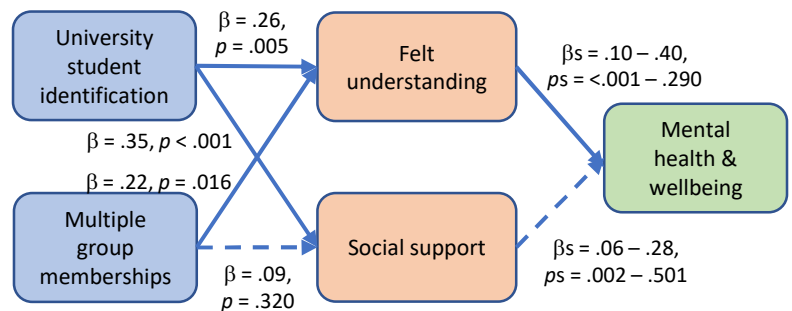 University
student
identification
β = .26,
p = .005
Felt
understanding
βs = .10 – .40,
ps = <.001 – .290
Mental
health &
wellbeing
β = .35, p < .001
β = .22, p = .016
Multiple
group
memberships
β = .09,
p = .320
Social support
βs = .06 – .28,
ps = .002 – .501